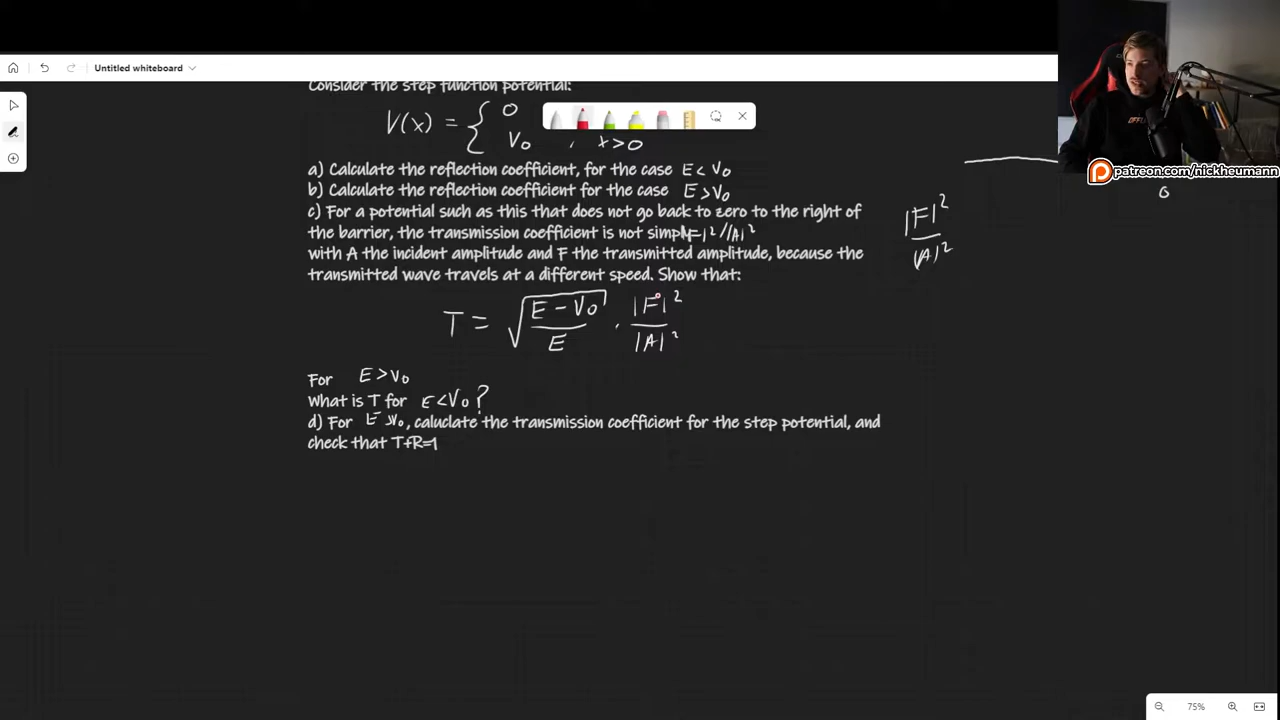 Untitled whiteboard
Consider the step function potential:
V(x) = { 0
V₀ , x>0
a) Calculate the reflection coefficient, for the case E < V₀
b) Calculate the reflection coefficient for the case E > V₀
c) For a potential such as this that does not go back to zero to the right of
the barrier, the transmission coefficient is not simply |F|²/|A|²
with A the incident amplitude and F the transmitted amplitude, because the
transmitted wave travels at a different speed. Show that:
T = √((E - V₀)/E) · |F|²/|A|²
For E > V₀
What is T for E < V₀?
d) For E > V₀, caluclate the transmission coefficient for the step potential, and
check that T+R=1
|F|²
|A|²
0
patreon.com/nickheumann
75%